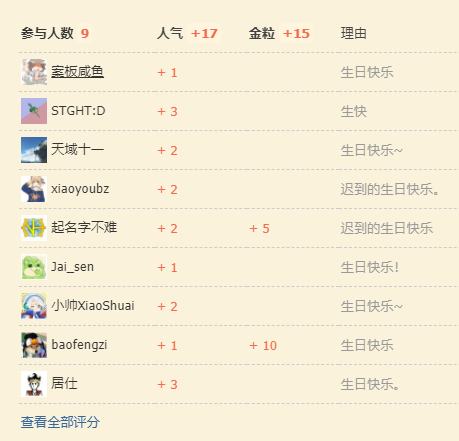 参与人数 9 人气 +17 金粒 +15 理由
案板咸鱼 + 1 生日快乐
STGHT:D + 3 生快
天域十一 + 2 生日快乐~
xiaoyoubz + 2 迟到的生日快乐。
起名字不难 + 2 + 5 迟到的生日快乐
Jai_sen + 1 生日快乐！
小帅XiaoShuai + 2 生日快乐~
baofengzi + 1 + 10 生日快乐
居仕 + 3 生日快乐。
查看全部评分